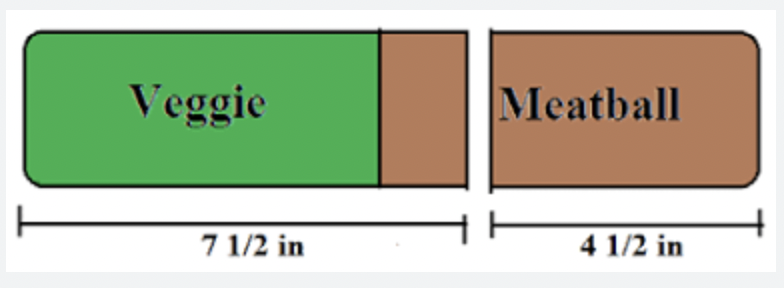 Veggie
Meatball
7 1/2 in
4 1/2 in